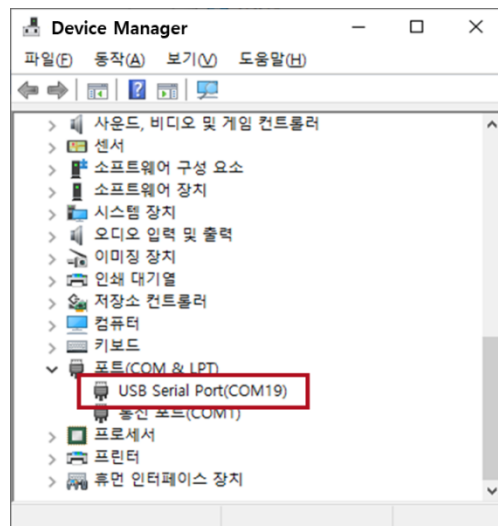 Device Manager
파일(F) 동작(A) 보기(V) 도움말(H)
사운드, 비디오 및 게임 컨트롤러
센서
소프트웨어 구성 요소
소프트웨어 장치
시스템 장치
오디오 입력 및 출력
이미징 장치
인쇄 대기열
저장소 컨트롤러
컴퓨터
키보드
포트(COM & LPT)
USB Serial Port(COM19)
통신 포트(COM1)
프로세서
프린터
휴먼 인터페이스 장치